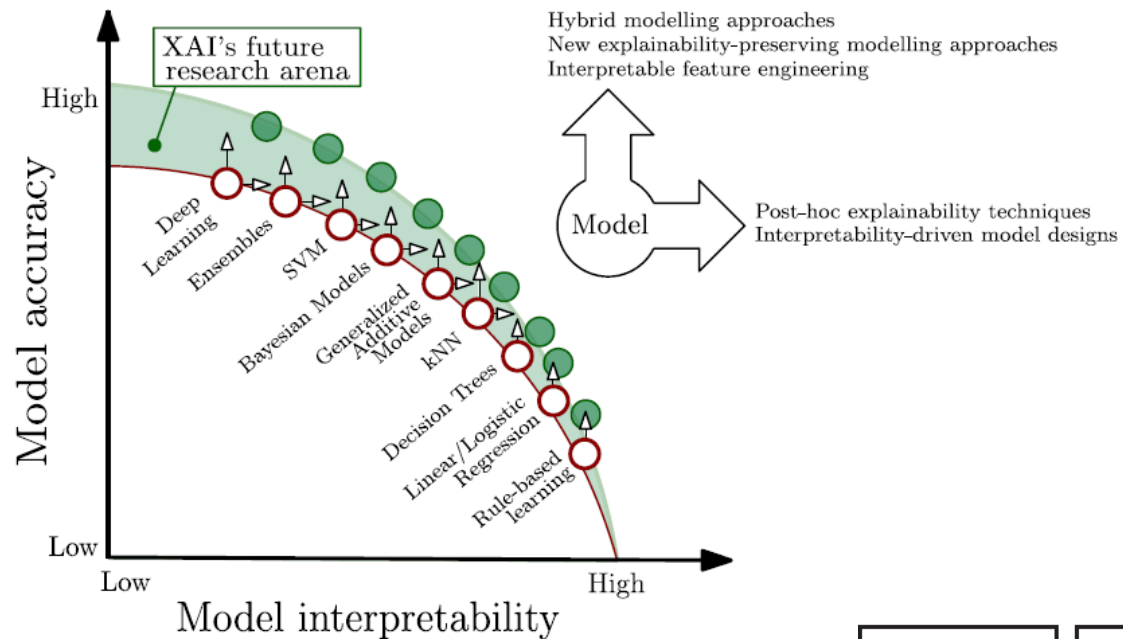 Hybrid modelling approaches
New explainability-preserving modelling approaches
Interpretable feature engineering
XAI's future
research arena
High
Model accuracy
Deep
Learning
Ensembles
SVM
Bayesian Models
Generalized
Additive
Models
kNN
Decision Trees
Linear/Logistic
Regression
Rule-based
learning
Model
Post-hoc explainability techniques
Interpretability-driven model designs
Low
Low
High
Model interpretability